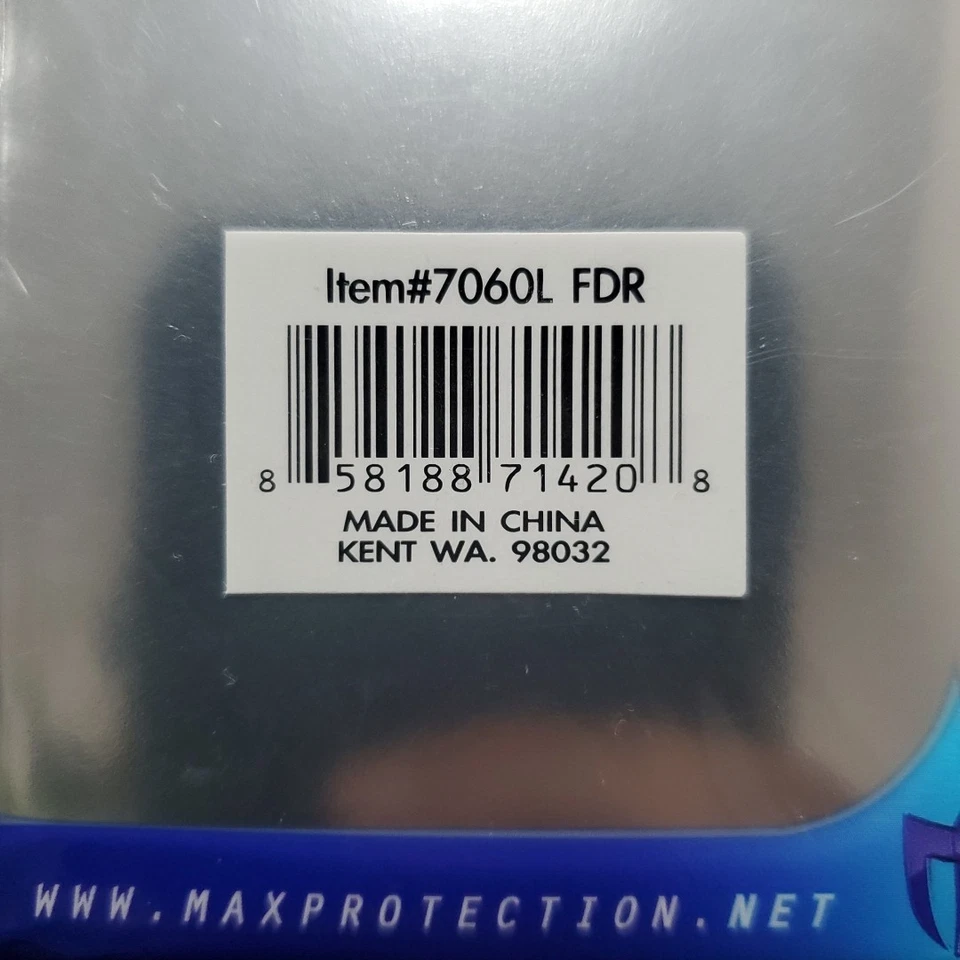 Item#7060L FDR
8 58188 71420 8
MADE IN CHINA
KENT WA. 98032
WWW.MAXPROTECTION.NET